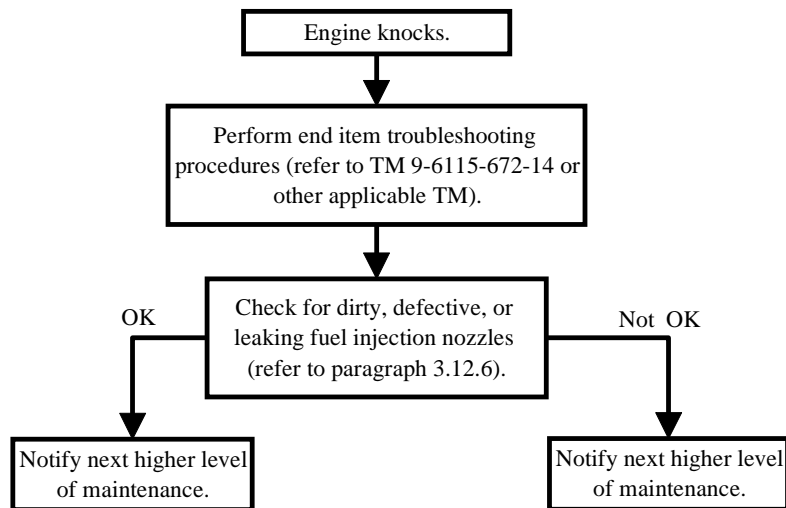 Engine knocks.
Perform end item troubleshooting
procedures (refer to TM 9-6115-672-14 or
other applicable TM).
Check for dirty, defective, or
leaking fuel injection nozzles
(refer to paragraph 3.12.6).
OK
Not OK
Notify next higher level
of maintenance.
Notify next higher level
of maintenance.